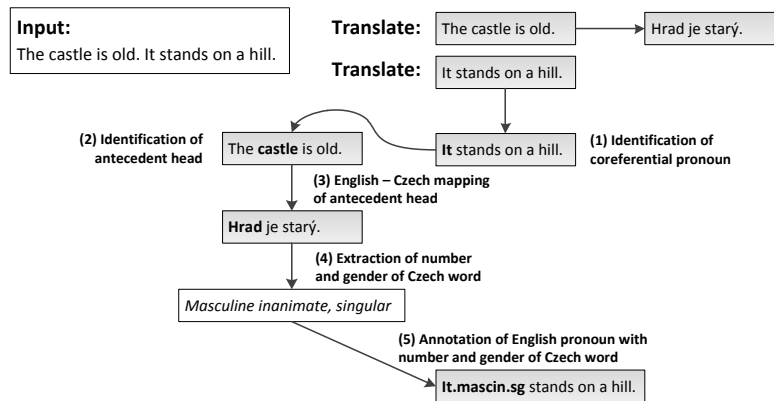 Input:
The castle is old. It stands on a hill.
Translate: The castle is old. Hrad je starý.
Translate: It stands on a hill.
(2) Identification of
antecedent head
The castle is old.
It stands on a hill.
(1) Identification of
coreferential pronoun
(3) English – Czech mapping
of antecedent head
Hrad je starý.
(4) Extraction of number
and gender of Czech word
Masculine inanimate, singular
(5) Annotation of English pronoun with
number and gender of Czech word
It.mascin.sg stands on a hill.